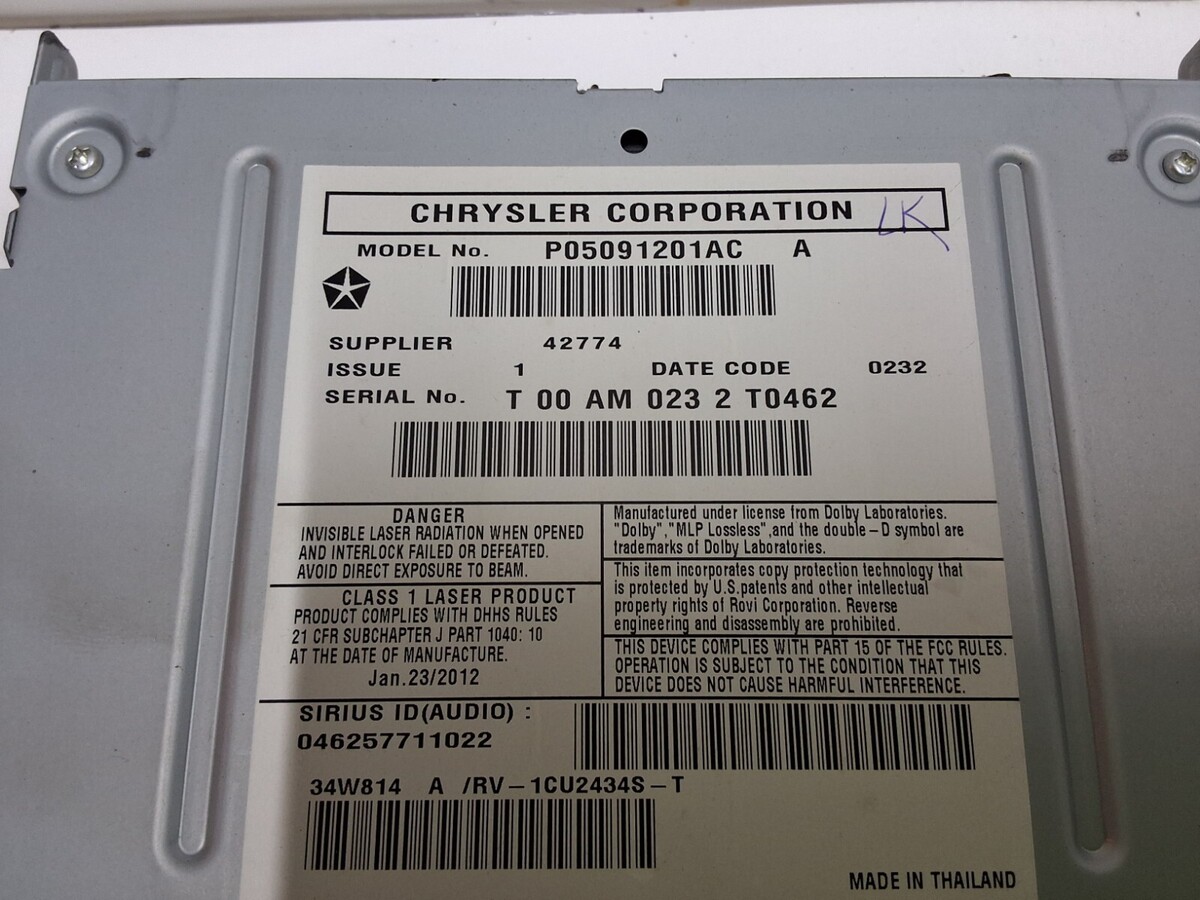 CHRYSLER CORPORATION LK
MODEL No. P05091201AC A
SUPPLIER 42774
ISSUE 1 DATE CODE 0232
SERIAL No. T 00 AM 023 2 T0462
DANGER
INVISIBLE LASER RADIATION WHEN OPENED
AND INTERLOCK FAILED OR DEFEATED.
AVOID DIRECT EXPOSURE TO BEAM.
CLASS 1 LASER PRODUCT
PRODUCT COMPLIES WITH DHHS RULES
21 CFR SUBCHAPTER J PART 1040: 10
AT THE DATE OF MANUFACTURE.
Jan.23/2012
Manufactured under license from Dolby Laboratories.
"Dolby","MLP Lossless",and the double-D symbol are
trademarks of Dolby Laboratories.
This item incorporates copy protection technology that
is protected by U.S.patents and other intellectual
property rights of Rovi Corporation. Reverse
engineering and disassembly are prohibited.
THIS DEVICE COMPLIES WITH PART 15 OF THE FCC RULES.
OPERATION IS SUBJECT TO THE CONDITION THAT THIS
DEVICE DOES NOT CAUSE HARMFUL INTERFERENCE.
SIRIUS ID(AUDIO) :
046257711022
34W814 A /RV-1CU2434S-T
MADE IN THAILAND